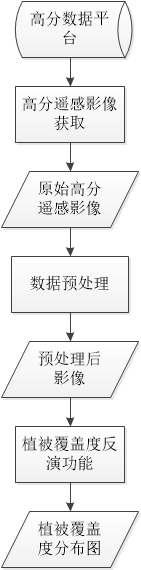 高分数据平
台
高分遥感影像
获取
原始高分
遥感影像
数据预处理
预处理后
影像
植被覆盖度反
演功能
植被覆盖
度分布图